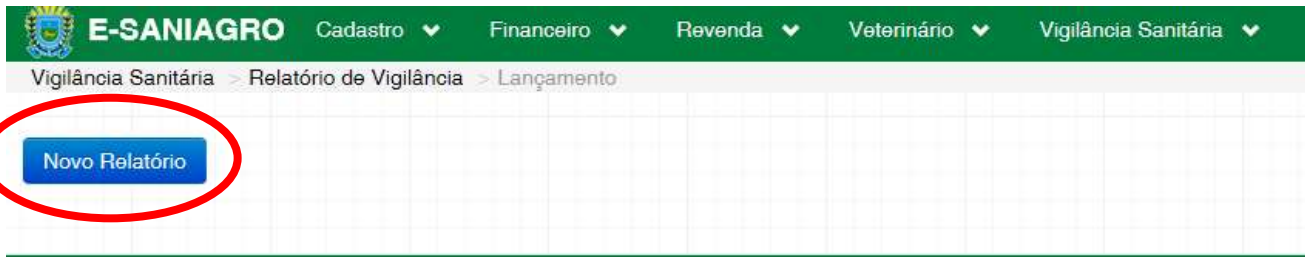 E-SANIAGRO Cadastro Financeiro Revenda Veterinário Vigilância Sanitária
Vigilância Sanitária > Relatório de Vigilância > Lançamento
Novo Relatório